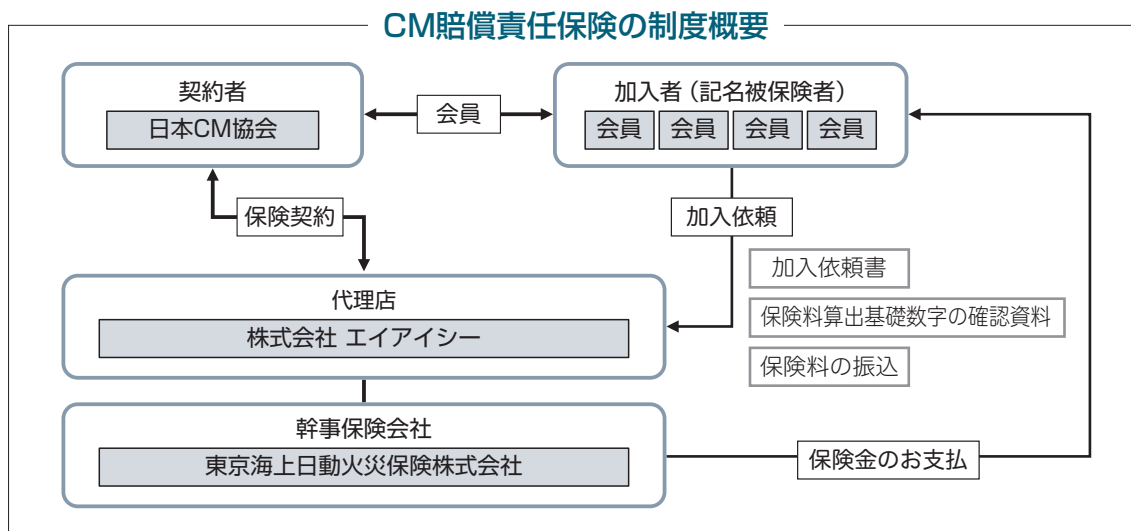 CM賠償責任保険の制度概要
契約者
日本CM協会
会員
加入者(記名被保険者)
会員 会員 会員 会員
保険契約
加入依頼
加入依頼書
保険料算出基礎数字の確認資料
保険料の振込
代理店
株式会社 エイアイシー
幹事保険会社
東京海上日動火災保険株式会社
保険金のお支払